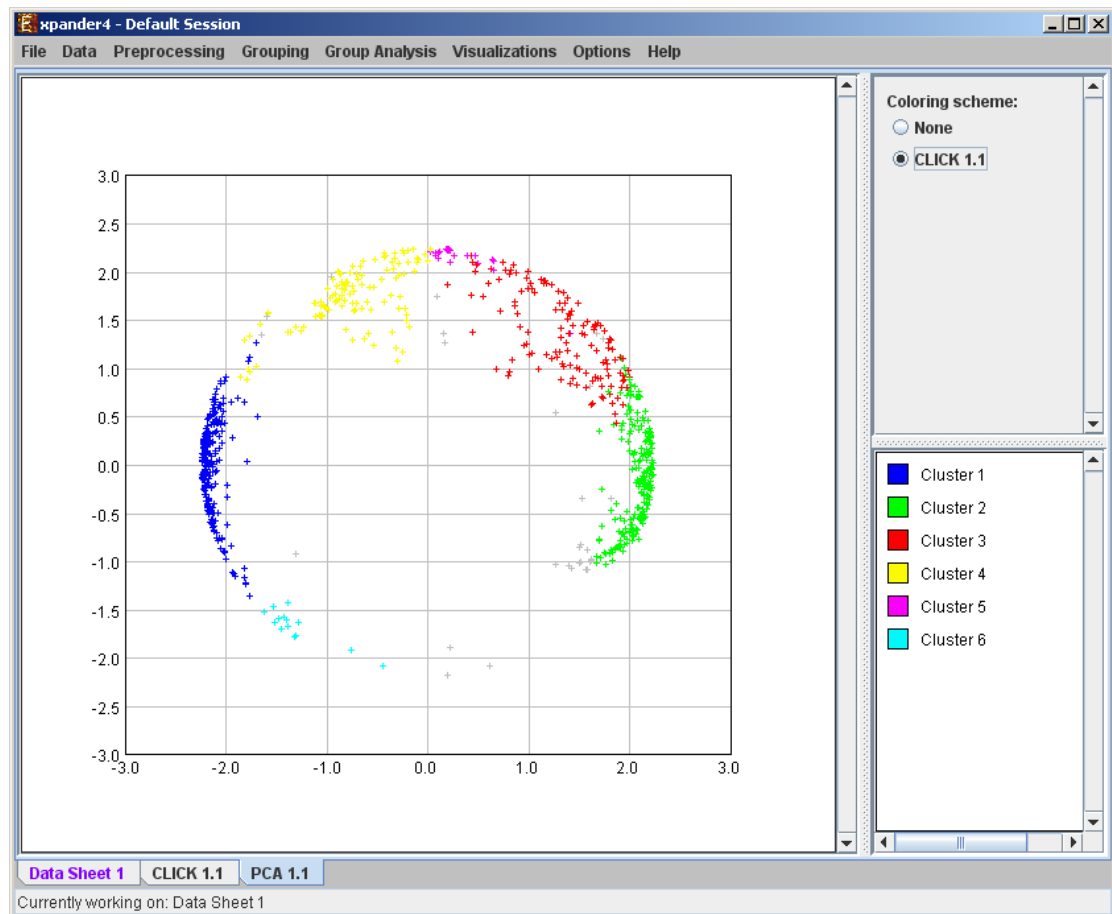 xpander4 - Default Session
File Data Preprocessing Grouping Group Analysis Visualizations Options Help
Coloring scheme:
None
CLICK 1.1
3.0
2.5
2.0
1.5
1.0
0.5
0.0
-0.5
-1.0
-1.5
-2.0
-2.5
-3.0
-3.0 -2.0 -1.0 0.0 1.0 2.0 3.0
Cluster 1
Cluster 2
Cluster 3
Cluster 4
Cluster 5
Cluster 6
Data Sheet 1 CLICK 1.1 PCA 1.1
Currently working on: Data Sheet 1